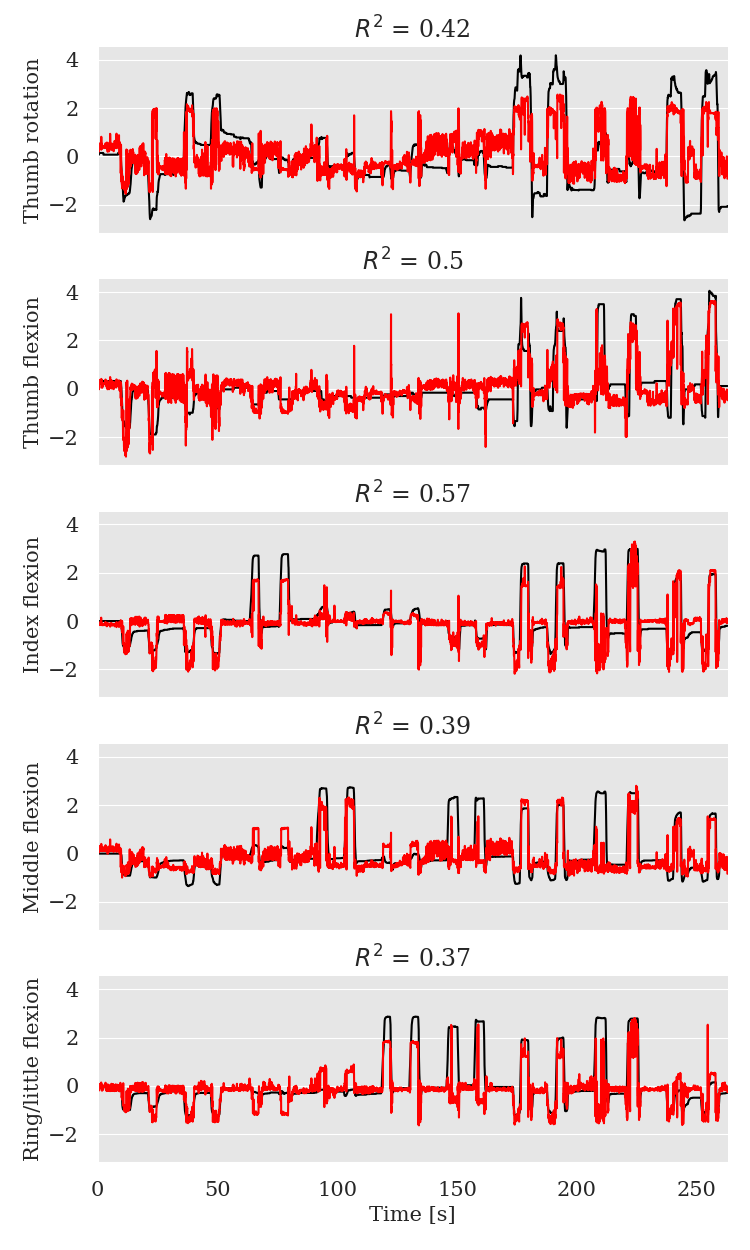 R² = 0.42
Thumb rotation
4
2
0
−2
R² = 0.5
Thumb flexion
4
2
0
−2
R² = 0.57
Index flexion
4
2
0
−2
R² = 0.39
Middle flexion
4
2
0
−2
R² = 0.37
Ring/little flexion
4
2
0
−2
0 50 100 150 200 250
Time [s]